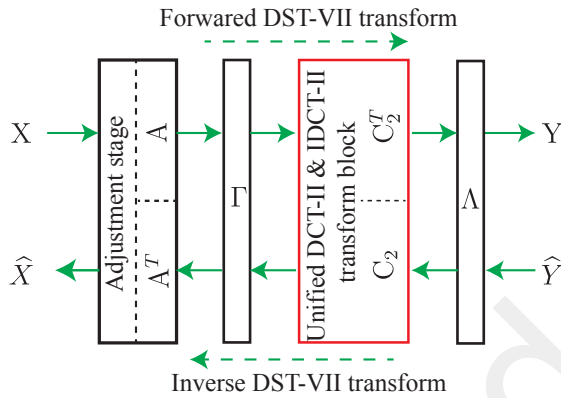 Forwared DST-VII transform
X
Adjustment stage
A
Γ
Unified DCT-II & IDCT-II
transform block
C_2^T
Λ
Y
X̂
A^T
C_2
Ŷ
Inverse DST-VII transform